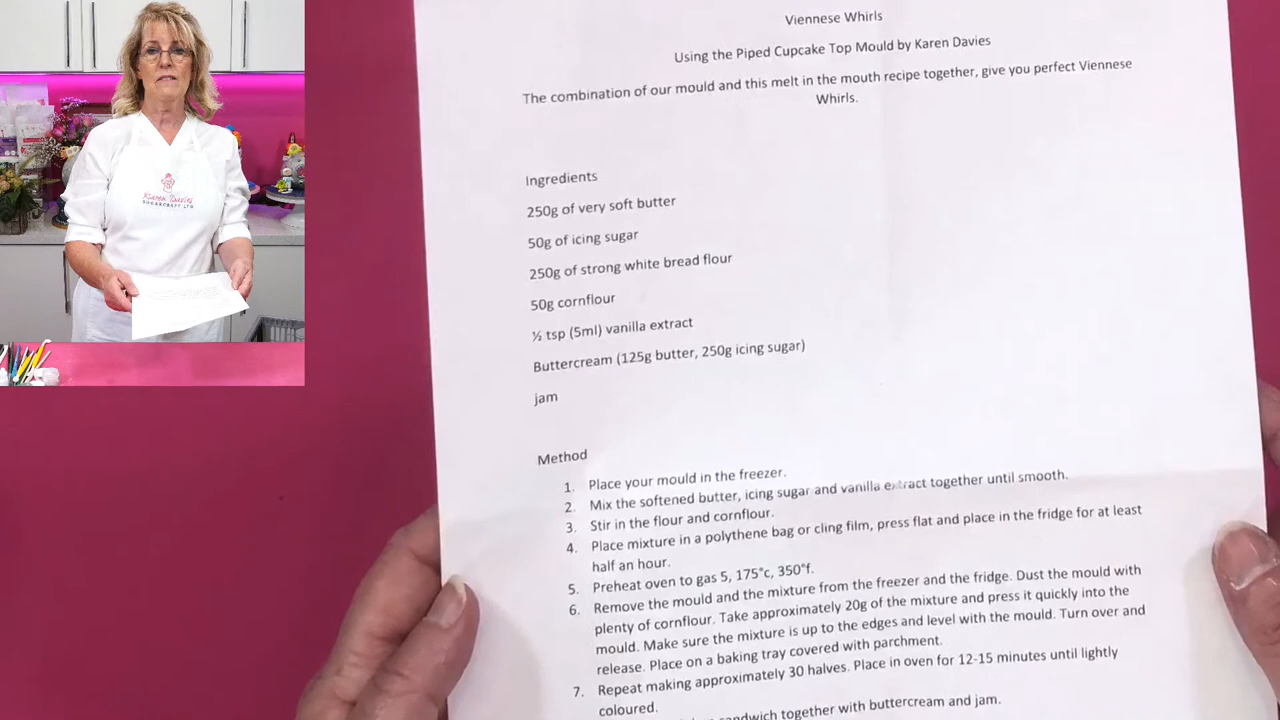 Viennese Whirls
Using the Piped Cupcake Top Mould by Karen Davies
The combination of our mould and this melt in the mouth recipe together, give you perfect Viennese
Whirls.
Ingredients
250g of very soft butter
50g of icing sugar
250g of strong white bread flour
50g cornflour
½ tsp (5ml) vanilla extract
Buttercream (125g butter, 250g icing sugar)
jam
Method
1. Place your mould in the freezer.
2. Mix the softened butter, icing sugar and vanilla extract together until smooth.
3. Stir in the flour and cornflour.
4. Place mixture in a polythene bag or cling film, press flat and place in the fridge for at least
half an hour.
5. Preheat oven to gas 5, 175°c, 350°f.
6. Remove the mould and the mixture from the freezer and the fridge. Dust the mould with
plenty of cornflour. Take approximately 20g of the mixture and press it quickly into the
mould. Make sure the mixture is up to the edges and level with the mould. Turn over and
release. Place on a baking tray covered with parchment.
7. Repeat making approximately 30 halves. Place in oven for 12-15 minutes until lightly
coloured.
sandwich together with buttercream and jam.
Karen Davies
SUGARCRAFT LTD